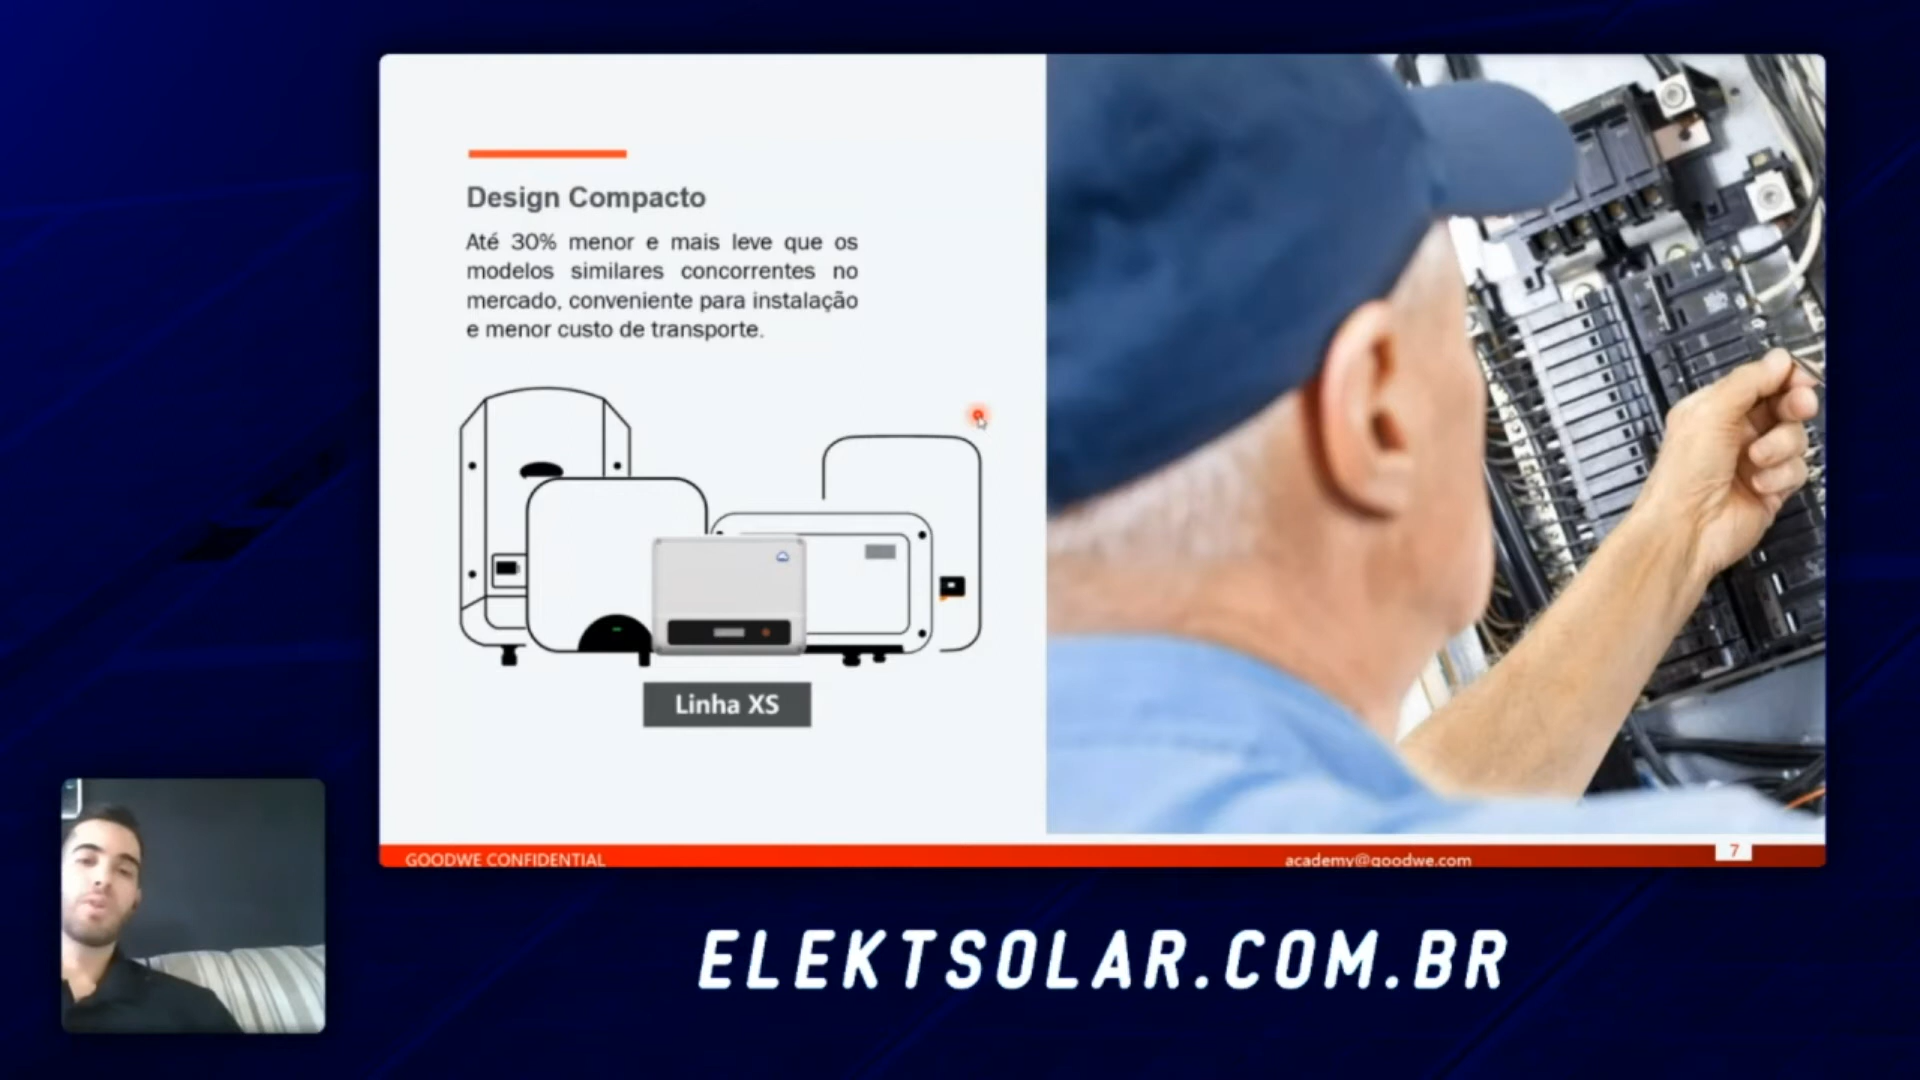 Design Compacto
Até 30% menor e mais leve que os
modelos similares concorrentes no
mercado, conveniente para instalação
e menor custo de transporte.
Linha XS
GOODWE CONFIDENTIAL
academy@goodwe.com
7
ELEKTSOLAR.COM.BR